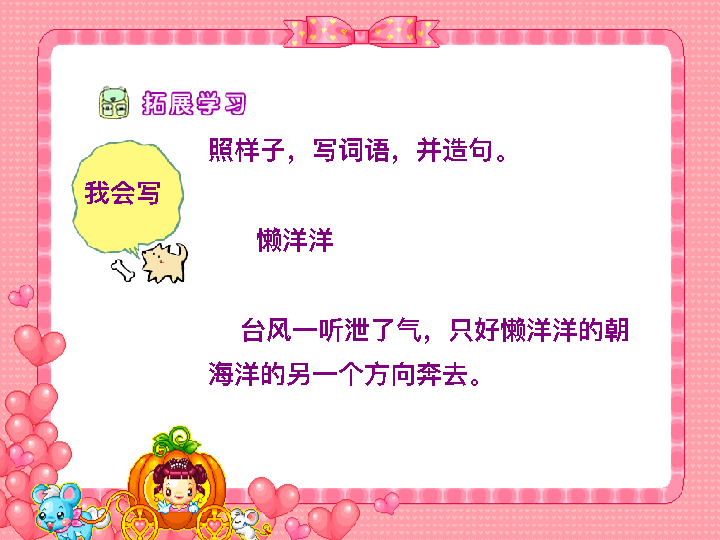 拓展学习
照样子，写词语，并造句。
我会写
懒洋洋
台风一听泄了气，只好懒洋洋的朝
海洋的另一个方向奔去。